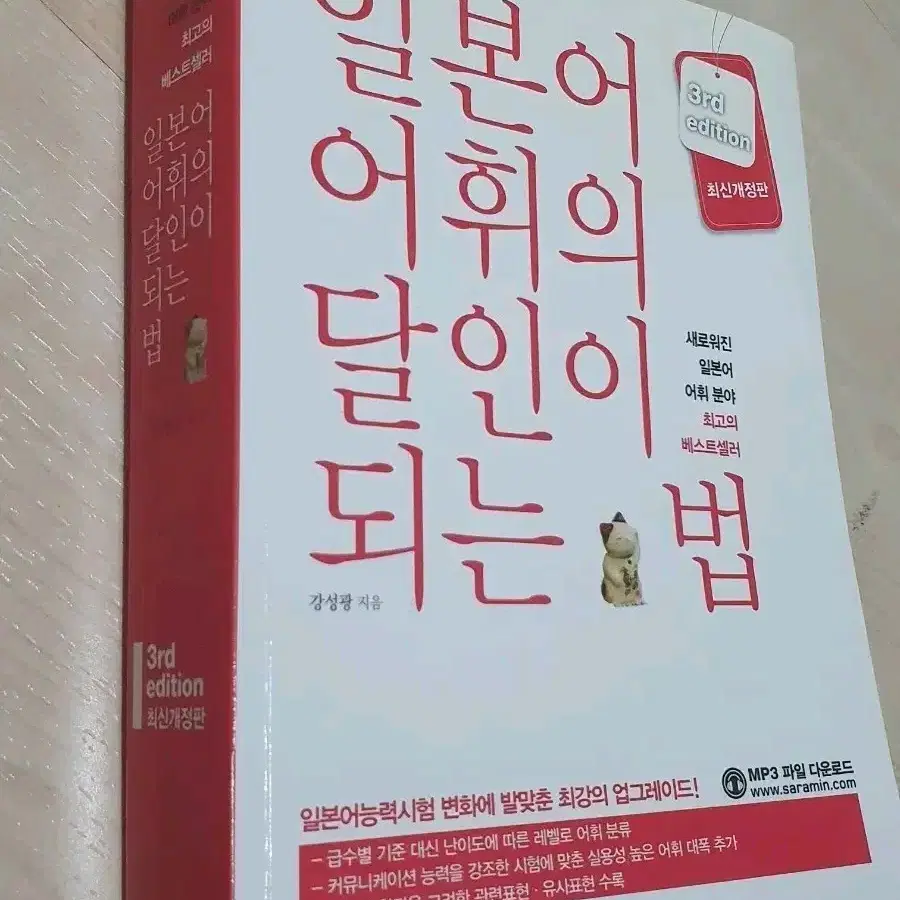 최고의
베스트셀러
일본어
어휘의
달인이
되는
법
3rd
edition
최신개정판
일본어
어휘의
달인이
되는 법
3rd
edition
최신개정판
새로워진
일본어
어휘 분야
최고의
베스트셀러
강성광 지음
MP3 파일 다운로드
www.saramin.com
일본어능력시험 변화에 발맞춘 최강의 업그레이드!
- 급수별 기준 대신 난이도에 따른 레벨로 어휘 분류
- 커뮤니케이션 능력을 강조한 시험에 맞춘 실용성 높은 어휘 대폭 추가
관련표현 · 유사표현 수록